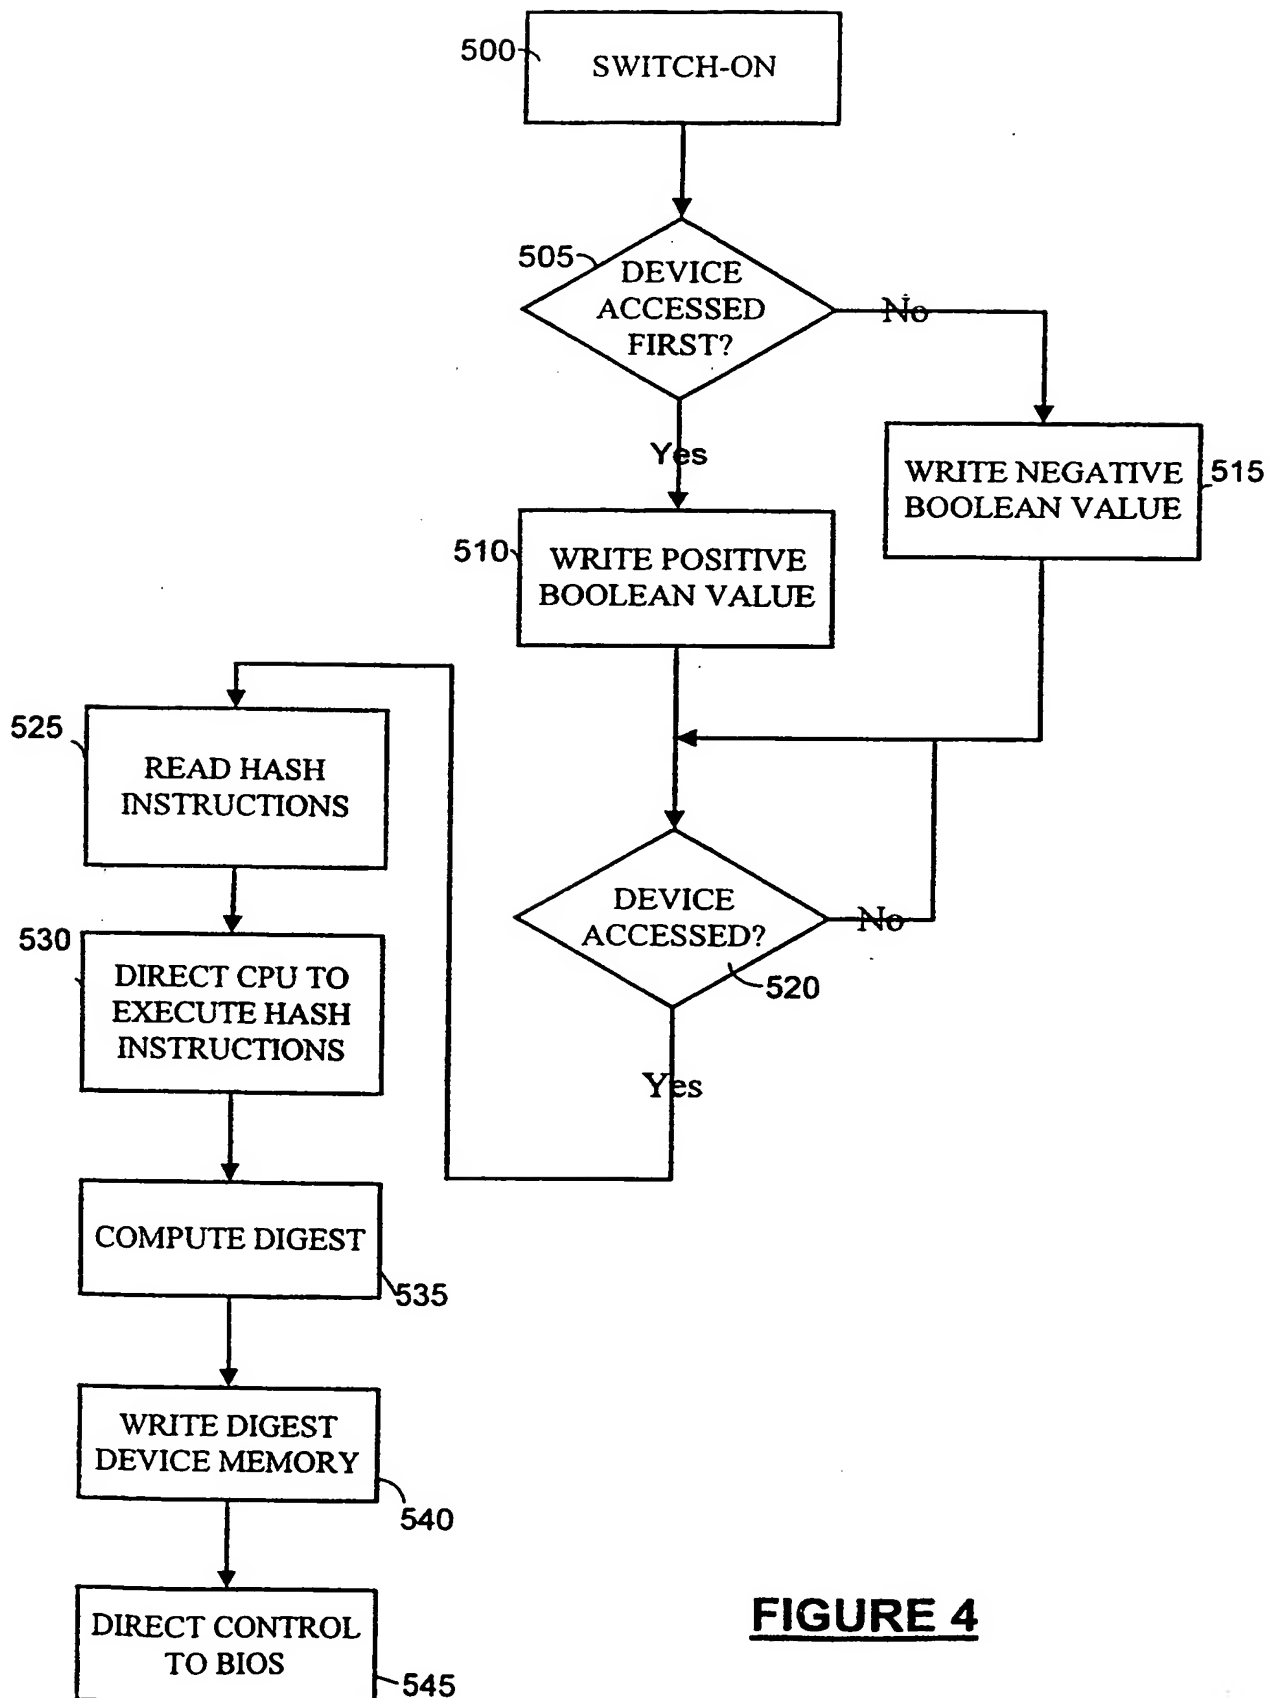 500
SWITCH-ON
505
DEVICE
ACCESSED
FIRST?
No
Yes
WRITE NEGATIVE
BOOLEAN VALUE
515
510
WRITE POSITIVE
BOOLEAN VALUE
525
READ HASH
INSTRUCTIONS
DEVICE
ACCESSED?
No
520
Yes
530
DIRECT CPU TO
EXECUTE HASH
INSTRUCTIONS
COMPUTE DIGEST
535
WRITE DIGEST
DEVICE MEMORY
540
DIRECT CONTROL
TO BIOS
545
FIGURE 4